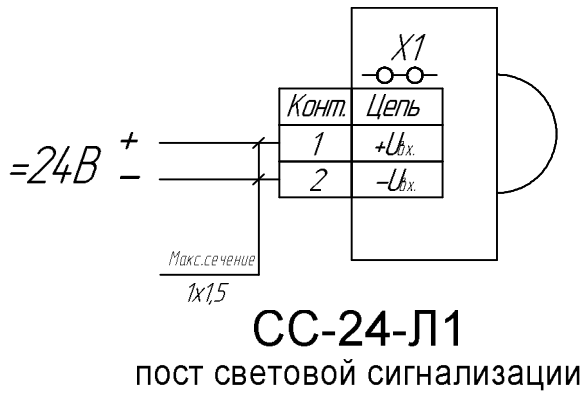 X1
Конт. Цепь
+
1 +Uвх.
=24В
–
2 –Uвх.
Макс.сечение
1х1,5
СС-24-Л1
пост световой сигнализации